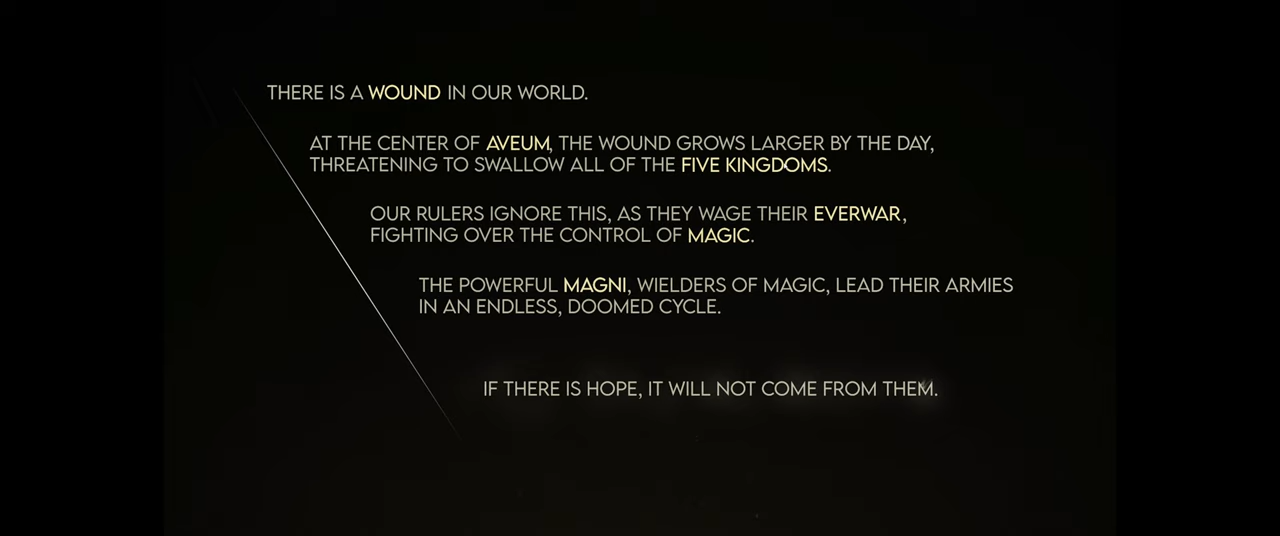 THERE IS A WOUND IN OUR WORLD.
AT THE CENTER OF AVEUM, THE WOUND GROWS LARGER BY THE DAY,
THREATENING TO SWALLOW ALL OF THE FIVE KINGDOMS.
OUR RULERS IGNORE THIS, AS THEY WAGE THEIR EVERWAR,
FIGHTING OVER THE CONTROL OF MAGIC.
THE POWERFUL MAGNI, WIELDERS OF MAGIC, LEAD THEIR ARMIES
IN AN ENDLESS, DOOMED CYCLE.
IF THERE IS HOPE, IT WILL NOT COME FROM THEM.